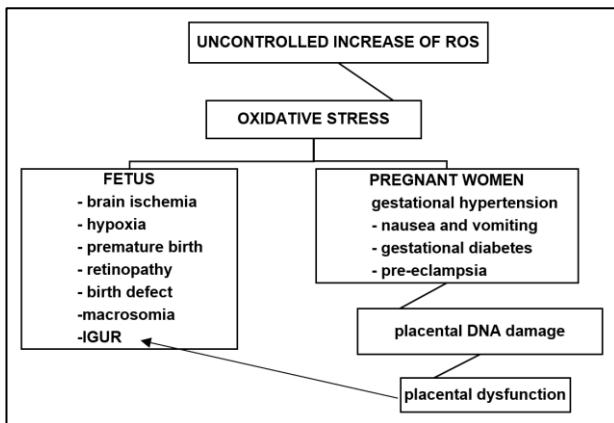 UNCONTROLLED INCREASE OF ROS
OXIDATIVE STRESS
FETUS
- brain ischemia
- hypoxia
- premature birth
- retinopathy
- birth defect
-macrosomia
-IGUR
PREGNANT WOMEN
gestational hypertension
- nausea and vomiting
- gestational diabetes
- pre-eclampsia
placental DNA damage
placental dysfunction